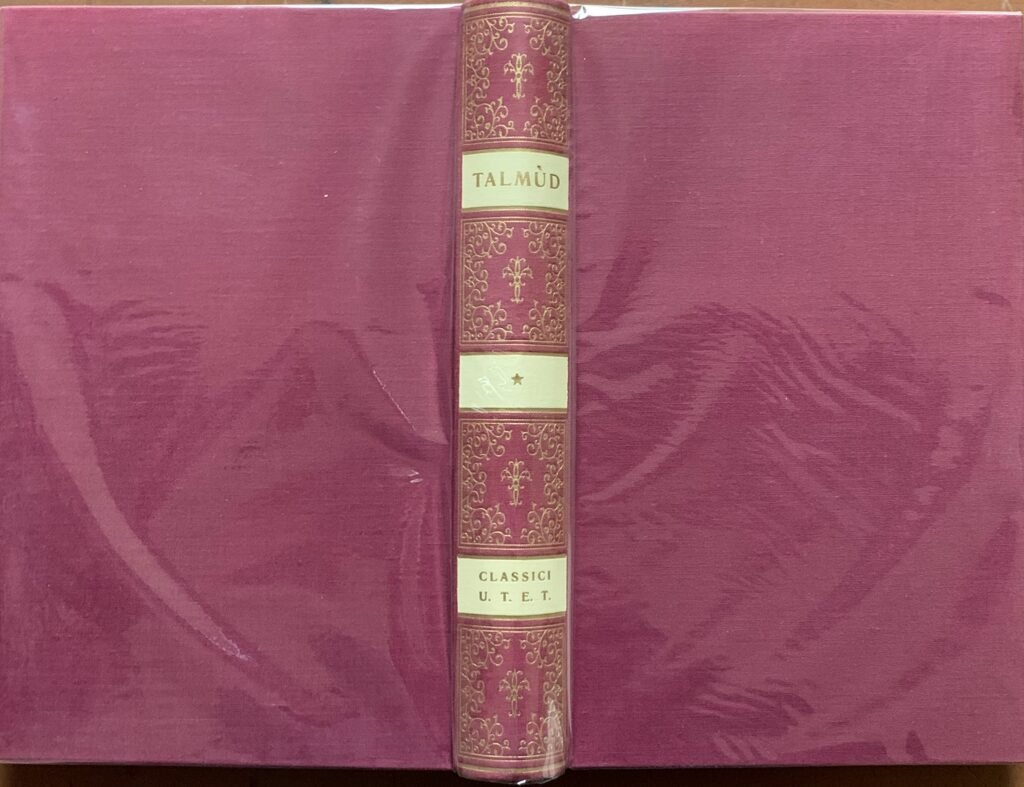 TALMÙD
CLASSICI
U. T. E. T.